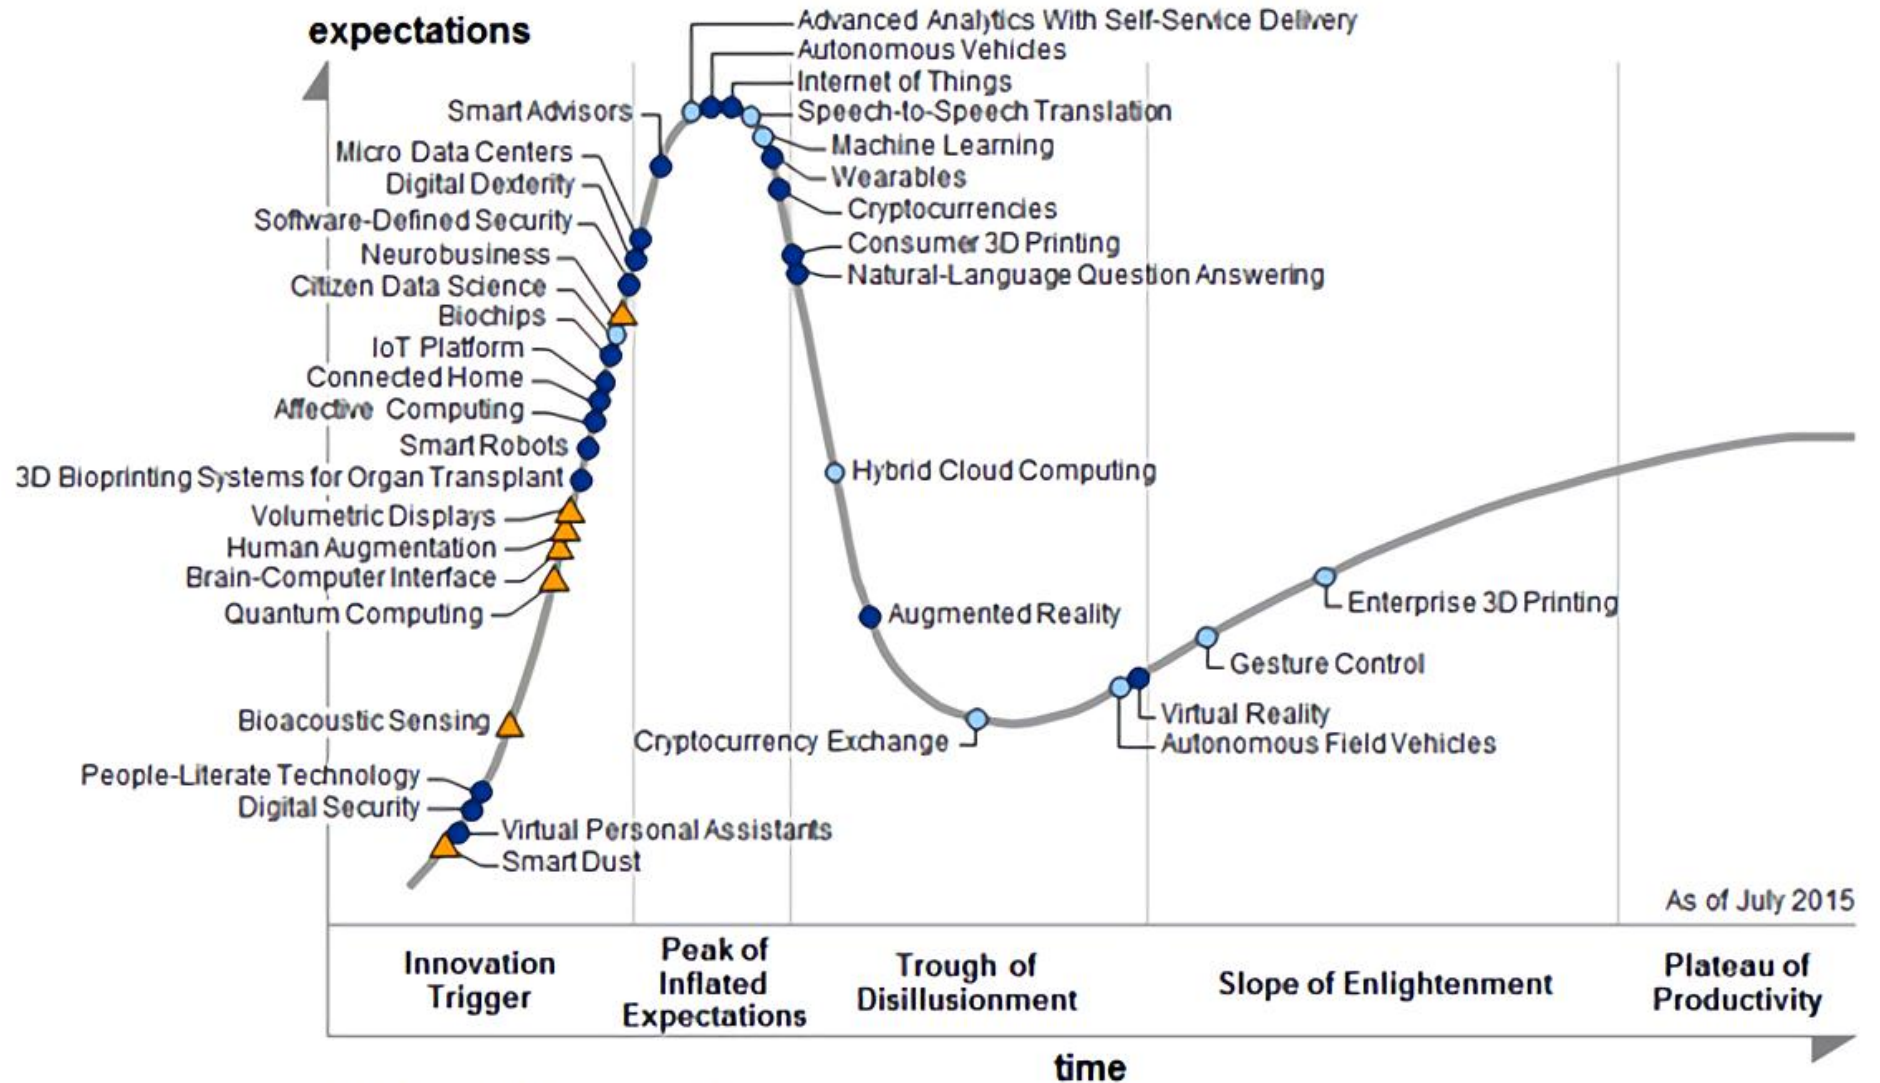 expectations
Advanced Analytics With Self-Service Delivery
Autonomous Vehicles
Internet of Things
Smart Advisors
Speech-to-Speech Translation
Micro Data Centers
Machine Learning
Digital Dexterity
Wearables
Software-Defined Security
Cryptocurrencies
Neurobusiness
Consumer 3D Printing
Citizen Data Science
Natural-Language Question Answering
Biochips
IoT Platform
Connected Home
Affective Computing
Smart Robots
3D Bioprinting Systems for Organ Transplant
Hybrid Cloud Computing
Volumetric Displays
Human Augmentation
Brain-Computer Interface
Quantum Computing
Augmented Reality
Enterprise 3D Printing
Gesture Control
Bioacoustic Sensing
Virtual Reality
Cryptocurrency Exchange
Autonomous Field Vehicles
People-Literate Technology
Digital Security
Virtual Personal Assistants
Smart Dust
As of July 2015
Innovation
Trigger
Peak of
Inflated
Expectations
Trough of
Disillusionment
Slope of Enlightenment
Plateau of
Productivity
time